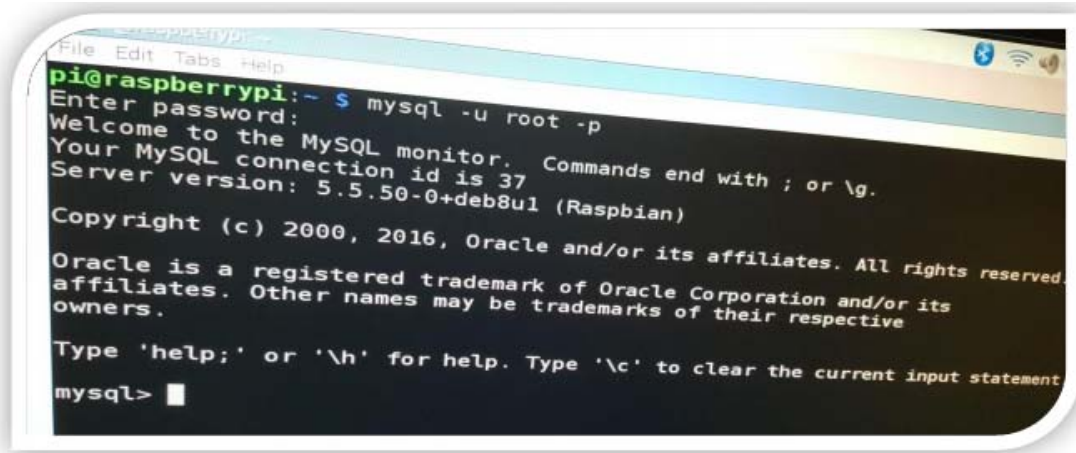 File Edit Tabs Help
pi@raspberrypi:~ $ mysql -u root -p
Enter password:
Welcome to the MySQL monitor.  Commands end with ; or \g.
Your MySQL connection id is 37
Server version: 5.5.50-0+deb8u1 (Raspbian)
Copyright (c) 2000, 2016, Oracle and/or its affiliates. All rights reserved.
Oracle is a registered trademark of Oracle Corporation and/or its
affiliates. Other names may be trademarks of their respective
owners.
Type 'help;' or '\h' for help. Type '\c' to clear the current input statement
mysql>